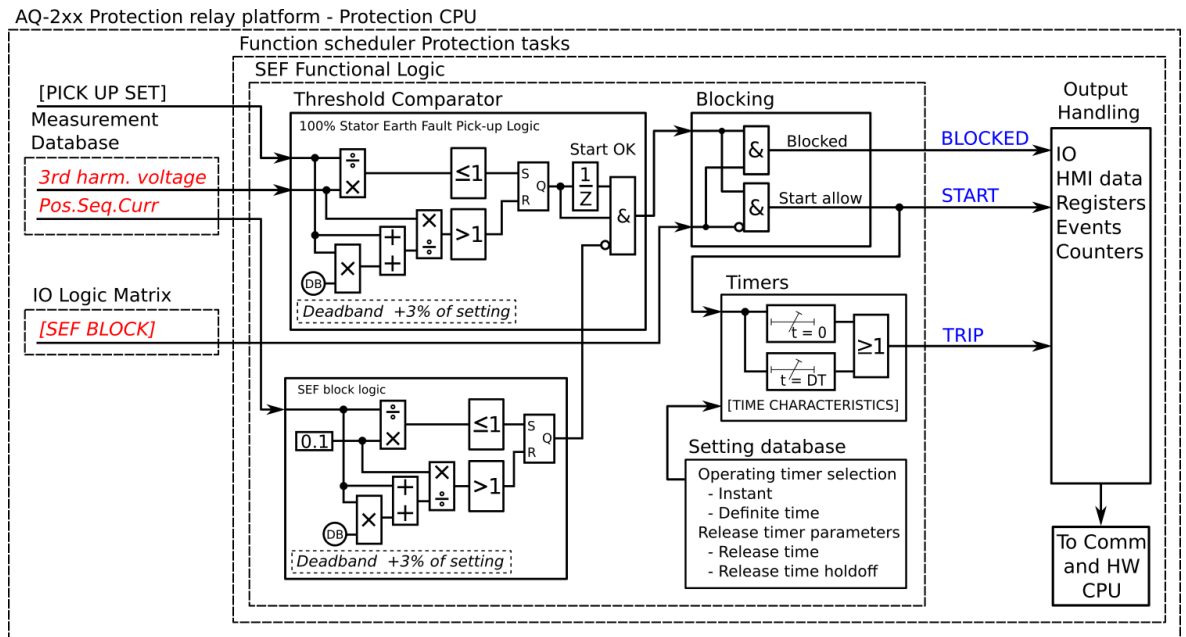 AQ-2xx Protection relay platform - Protection CPU
Function scheduler Protection tasks
SEF Functional Logic
[PICK UP SET]
Measurement
Database
3rd harm. voltage
Pos.Seq.Curr
IO Logic Matrix
[SEF BLOCK]
Threshold Comparator
100% Stator Earth Fault Pick-up Logic
÷
×
≤1
S
R
Q
Start OK
1
Z
&
×
÷
>1
+
+
×
DB
Deadband +3% of setting
SEF block logic
÷
×
0.1
≤1
S
R
Q
×
÷
>1
+
+
×
DB
Deadband +3% of setting
Blocking
&
Blocked
&
Start allow
Timers
t = 0
t = DT
≥1
[TIME CHARACTERISTICS]
Setting database
Operating timer selection
- Instant
- Definite time
Release timer parameters
- Release time
- Release time holdoff
BLOCKED
START
TRIP
Output
Handling
IO
HMI data
Registers
Events
Counters
To Comm
and HW
CPU